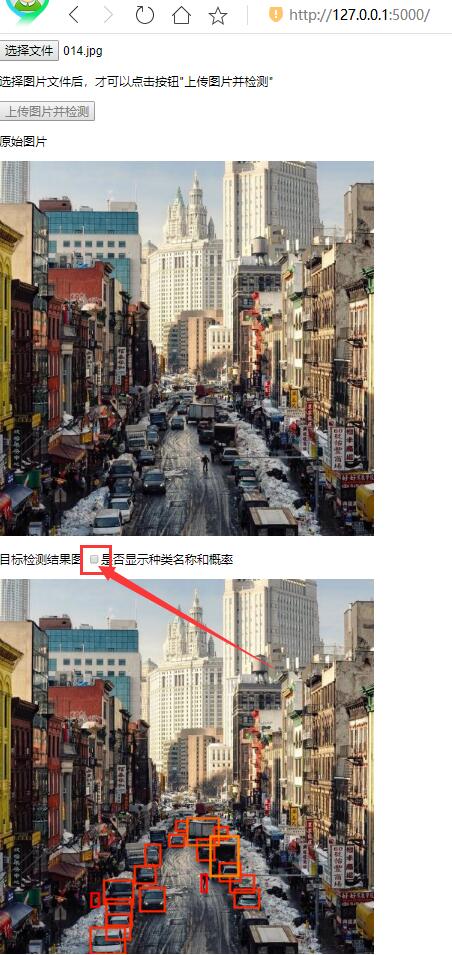 http://127.0.0.1:5000/
选择文件 014.jpg
选择图片文件后，才可以点击按钮"上传图片并检测"
上传图片并检测
原始图片
目标检测结果图 是否显示种类名称和概率